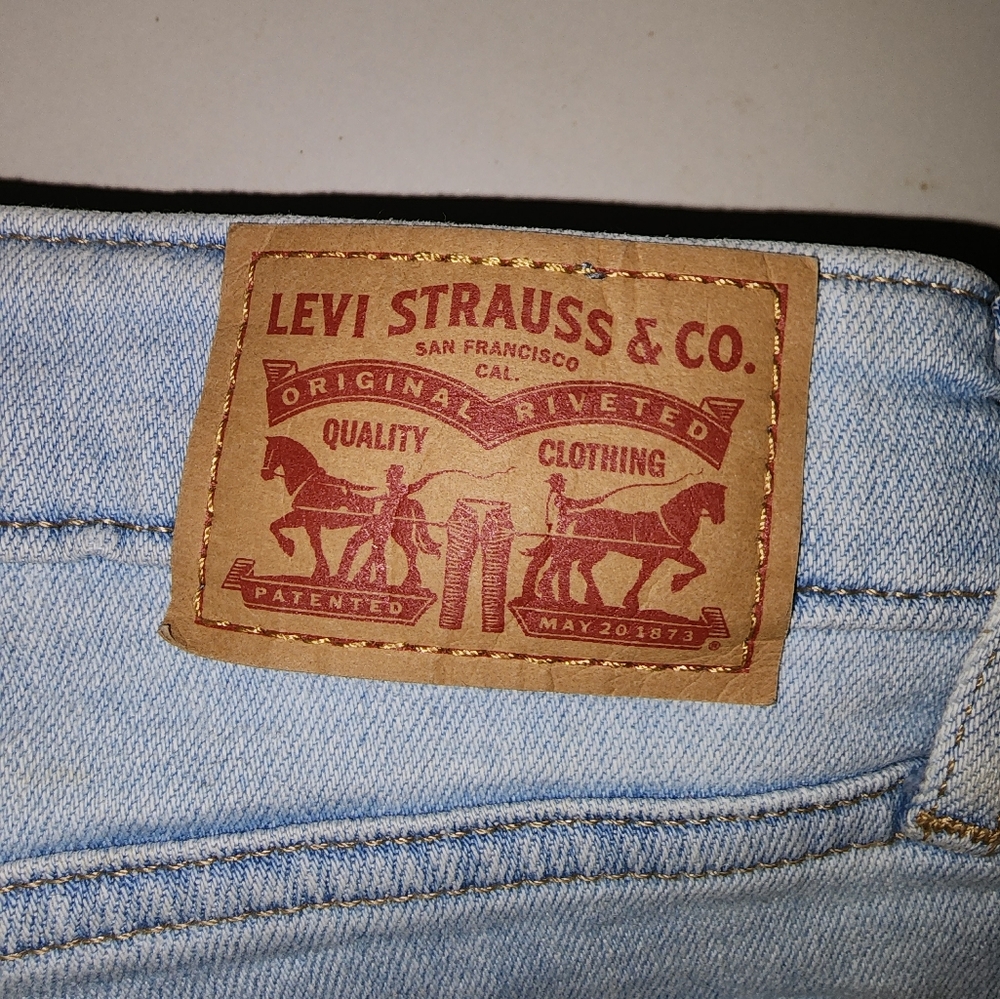 LEVI STRAUSS & CO.
SAN FRANCISCO
CAL.
ORIGINAL RIVETED
QUALITY CLOTHING
PATENTED MAY 20 1873 ®